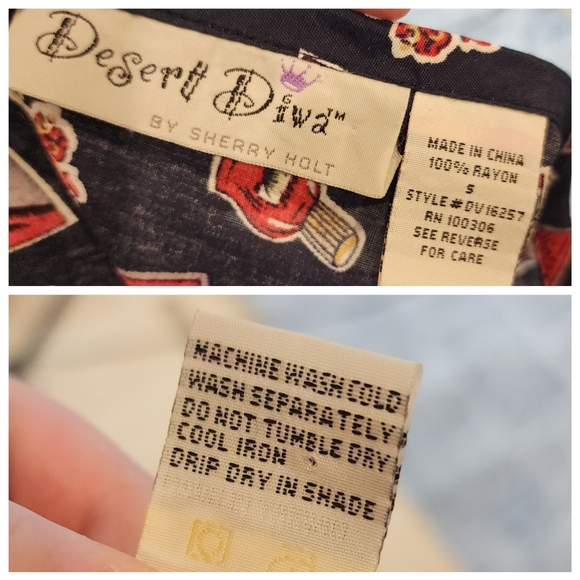 Desert Diva™
BY SHERRY HOLT
MADE IN CHINA
100% RAYON
S
STYLE# DV16257
RN 100306
SEE REVERSE
FOR CARE
MACHINE WASH COLD
WASH SEPARATELY
DO NOT TUMBLE DRY
COOL IRON
DRIP DRY IN SHADE